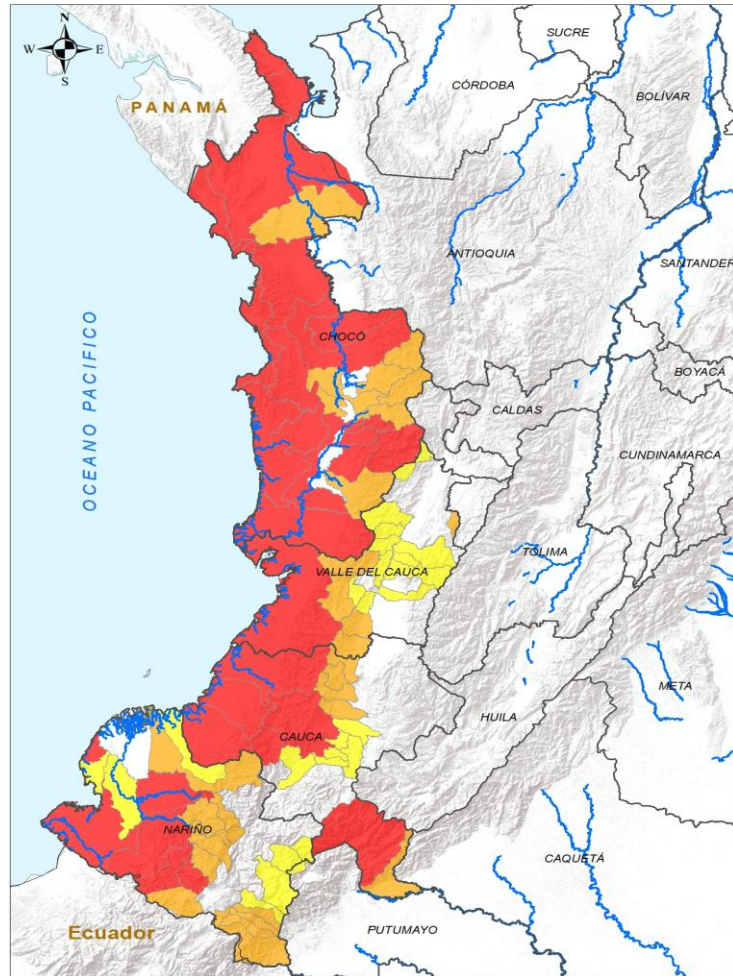 N
W E
S
SUCRE
CÓRDOBA
BOLÍVAR
PANAMÁ
ANTIOQUIA
SANTANDER
OCEANO PACIFICO
CHOCÓ
BOYACÁ
CALDAS
CUNDINAMARCA
TOLIMA
VALLE DEL CAUCA
META
HUILA
CAUCA
NARIÑO
CAQUETÁ
Ecuador
PUTUMAYO